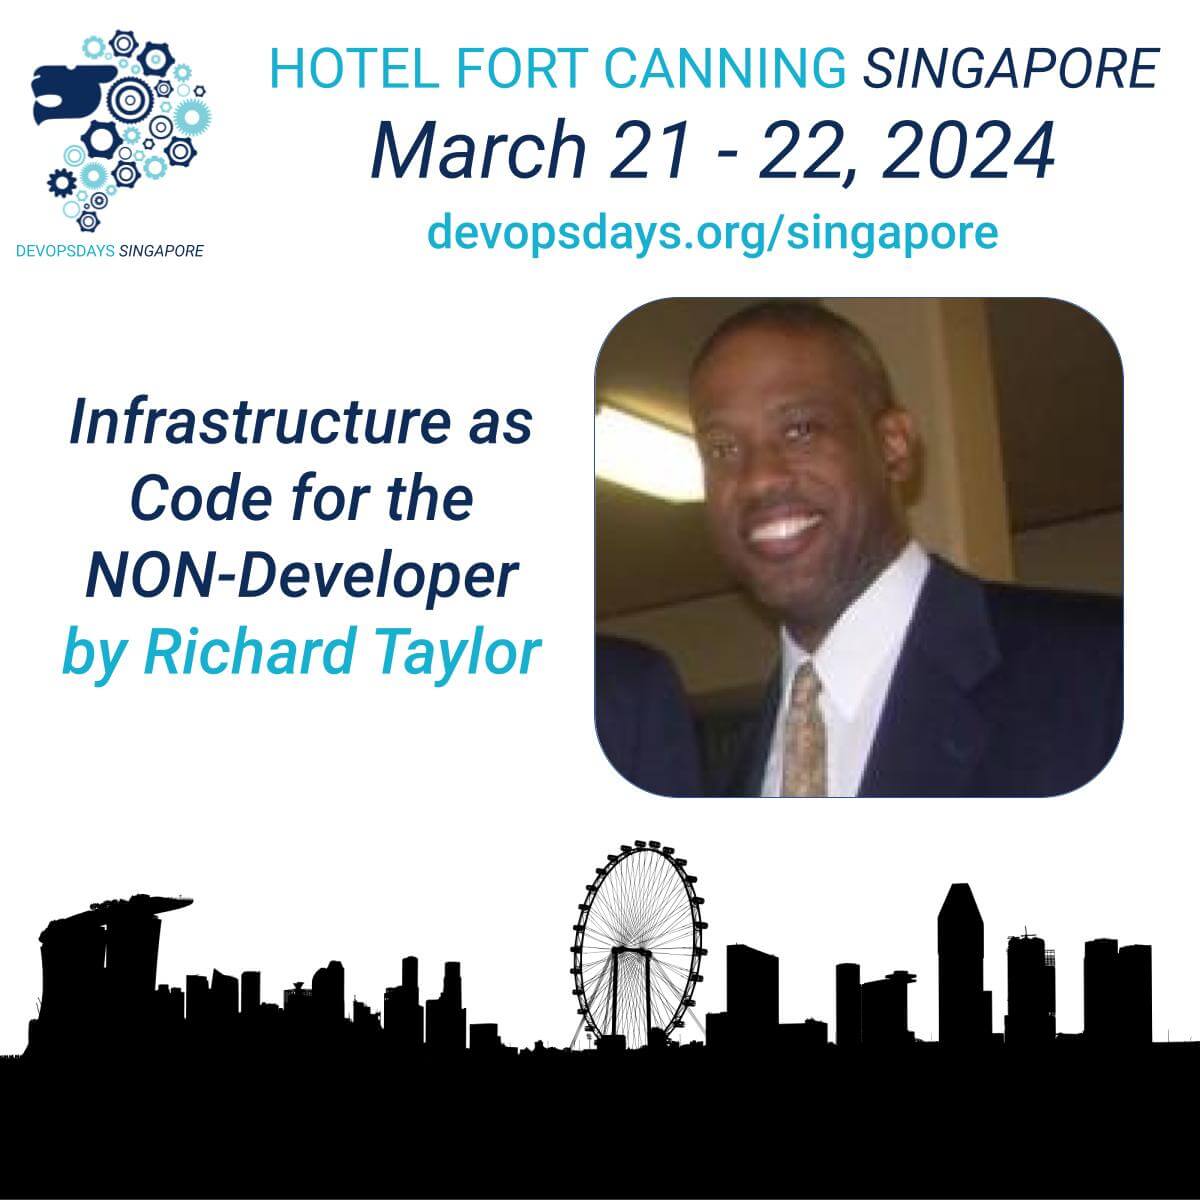 HOTEL FORT CANNING SINGAPORE
March 21 - 22, 2024
devopsdays.org/singapore
DEVOPSDAYS SINGAPORE
Infrastructure as
Code for the
NON-Developer
by Richard Taylor